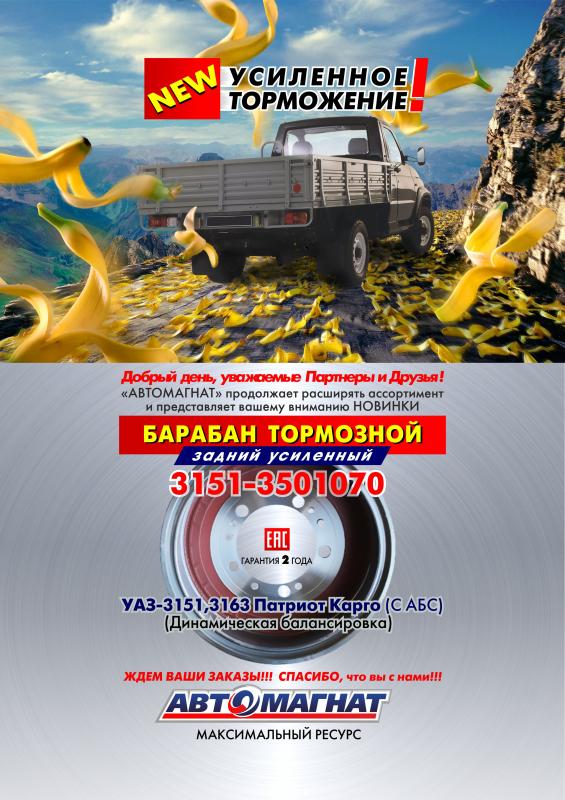 NEW
УСИЛЕННОЕ
ТОРМОЖЕНИЕ!
Добрый день, уважаемые Партнеры и Друзья!
«АВТОМАГНАТ» продолжает расширять ассортимент
и представляет вашему вниманию НОВИНКИ
БАРАБАН ТОРМОЗНОЙ
задний усиленный
3151-3501070
EAC
ГАРАНТИЯ 2 ГОДА
УАЗ-3151,3163 Патриот Карго (С АБС)
(Динамическая балансировка)
ЖДЕМ ВАШИ ЗАКАЗЫ!!! СПАСИБО, что вы с нами!!!
АВТОМАГНАТ
МАКСИМАЛЬНЫЙ РЕСУРС